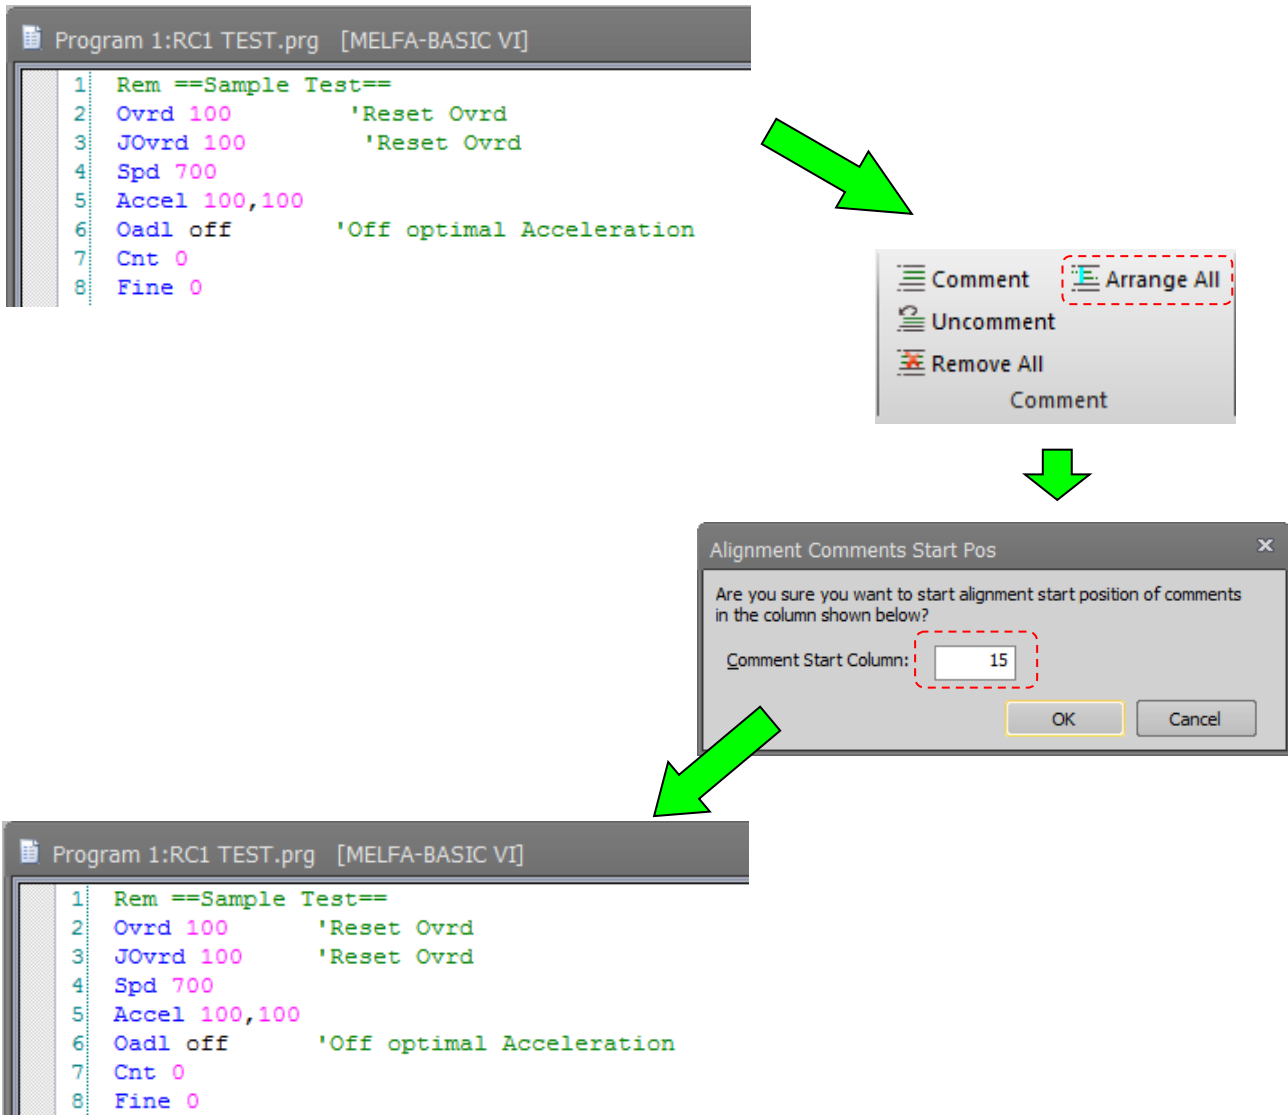 Program 1:RC1 TEST.prg [MELFA-BASIC VI]
1 Rem ==Sample Test==
2 Ovrd 100 'Reset Ovrd
3 JOvrd 100 'Reset Ovrd
4 Spd 700
5 Accel 100,100
6 Oadl off 'Off optimal Acceleration
7 Cnt 0
8 Fine 0
Comment Arrange All
Uncomment
Remove All
Comment
Alignment Comments Start Pos x
Are you sure you want to start alignment start position of comments
in the column shown below?
Comment Start Column: 15
OK Cancel
Program 1:RC1 TEST.prg [MELFA-BASIC VI]
1 Rem ==Sample Test==
2 Ovrd 100 'Reset Ovrd
3 JOvrd 100 'Reset Ovrd
4 Spd 700
5 Accel 100,100
6 Oadl off 'Off optimal Acceleration
7 Cnt 0
8 Fine 0